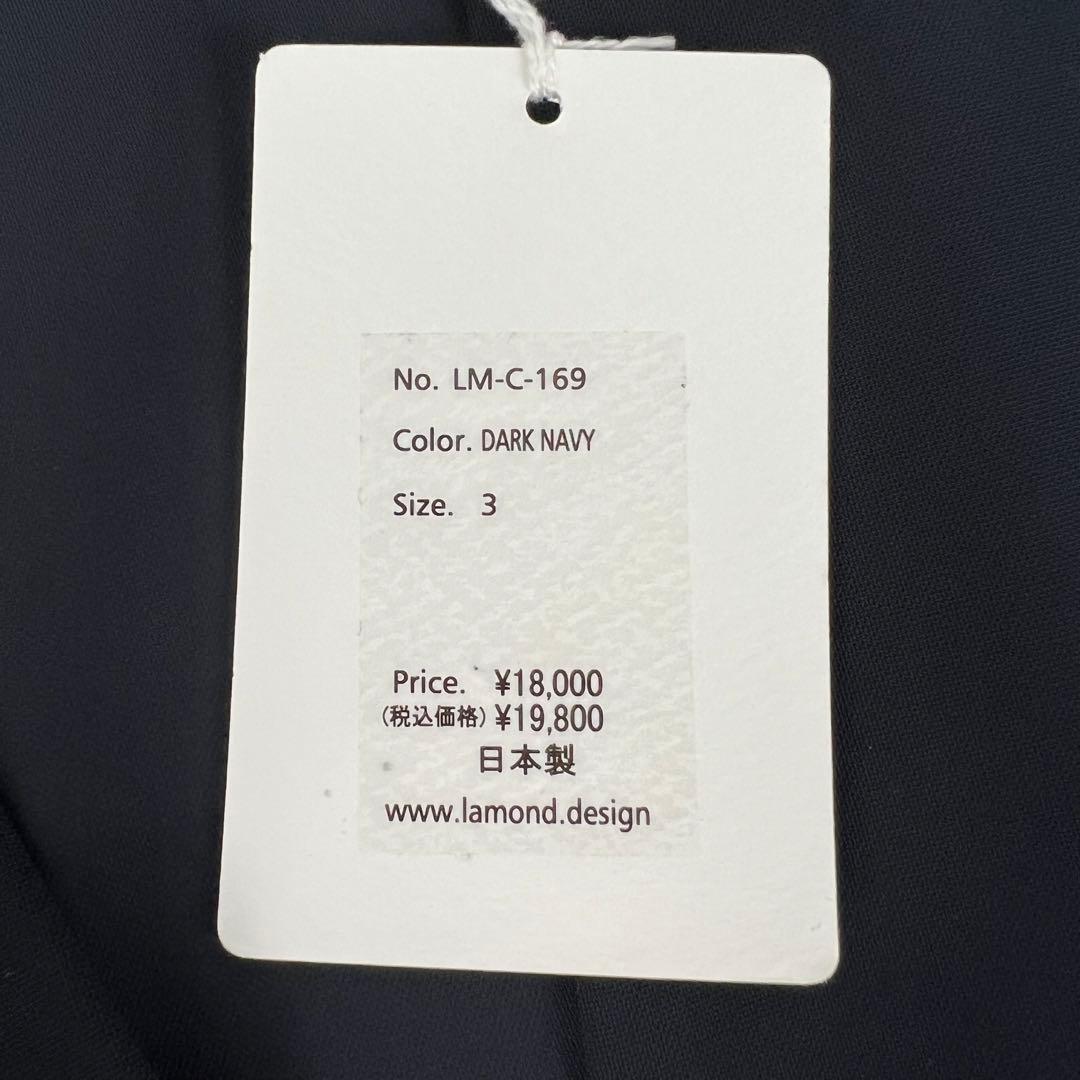 No. LM-C-169
Color. DARK NAVY
Size. 3
Price. ¥18,000
(税込価格) ¥19,800
日本製
www.lamond.design